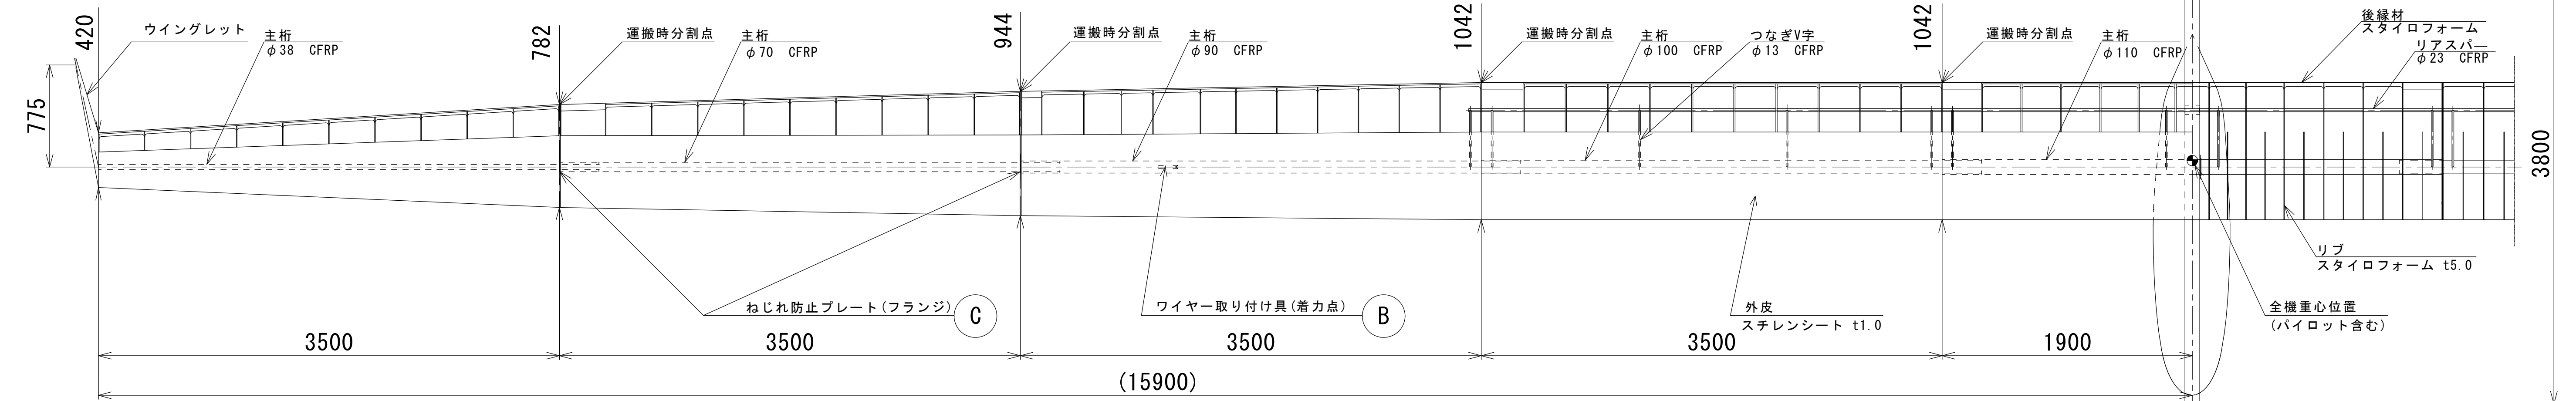 420
ウイングレット
主桁
φ38 CFRP
782
運搬時分割点
主桁
φ70 CFRP
944
運搬時分割点
主桁
φ90 CFRP
1042
運搬時分割点
主桁
φ100 CFRP
つなぎV字
φ13 CFRP
1042
運搬時分割点
主桁
φ110 CFRP
後縁材
スタイロフォーム
リアスパー
φ23 CFRP
775
3800
リブ
スタイロフォーム t5.0
ねじれ防止プレート(フランジ)
C
ワイヤー取り付け具(着力点)
B
外皮
スチレンシート t1.0
全機重心位置
(パイロット含む)
3500
3500
3500
3500
1900
(15900)